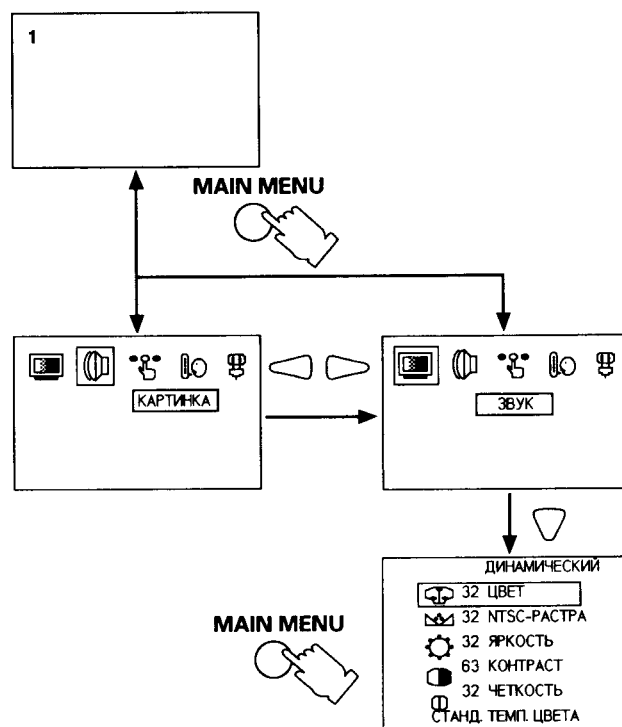 1
MAIN MENU
КАРТИНКА
ЗВУК
ДИНАМИЧЕСКИЙ
32 ЦВЕТ
32 NTSC-РАСТРА
32 ЯРКОСТЬ
63 КОНТРАСТ
32 ЧЕТКОСТЬ
СТАНД. ТЕМП. ЦВЕТА
MAIN MENU